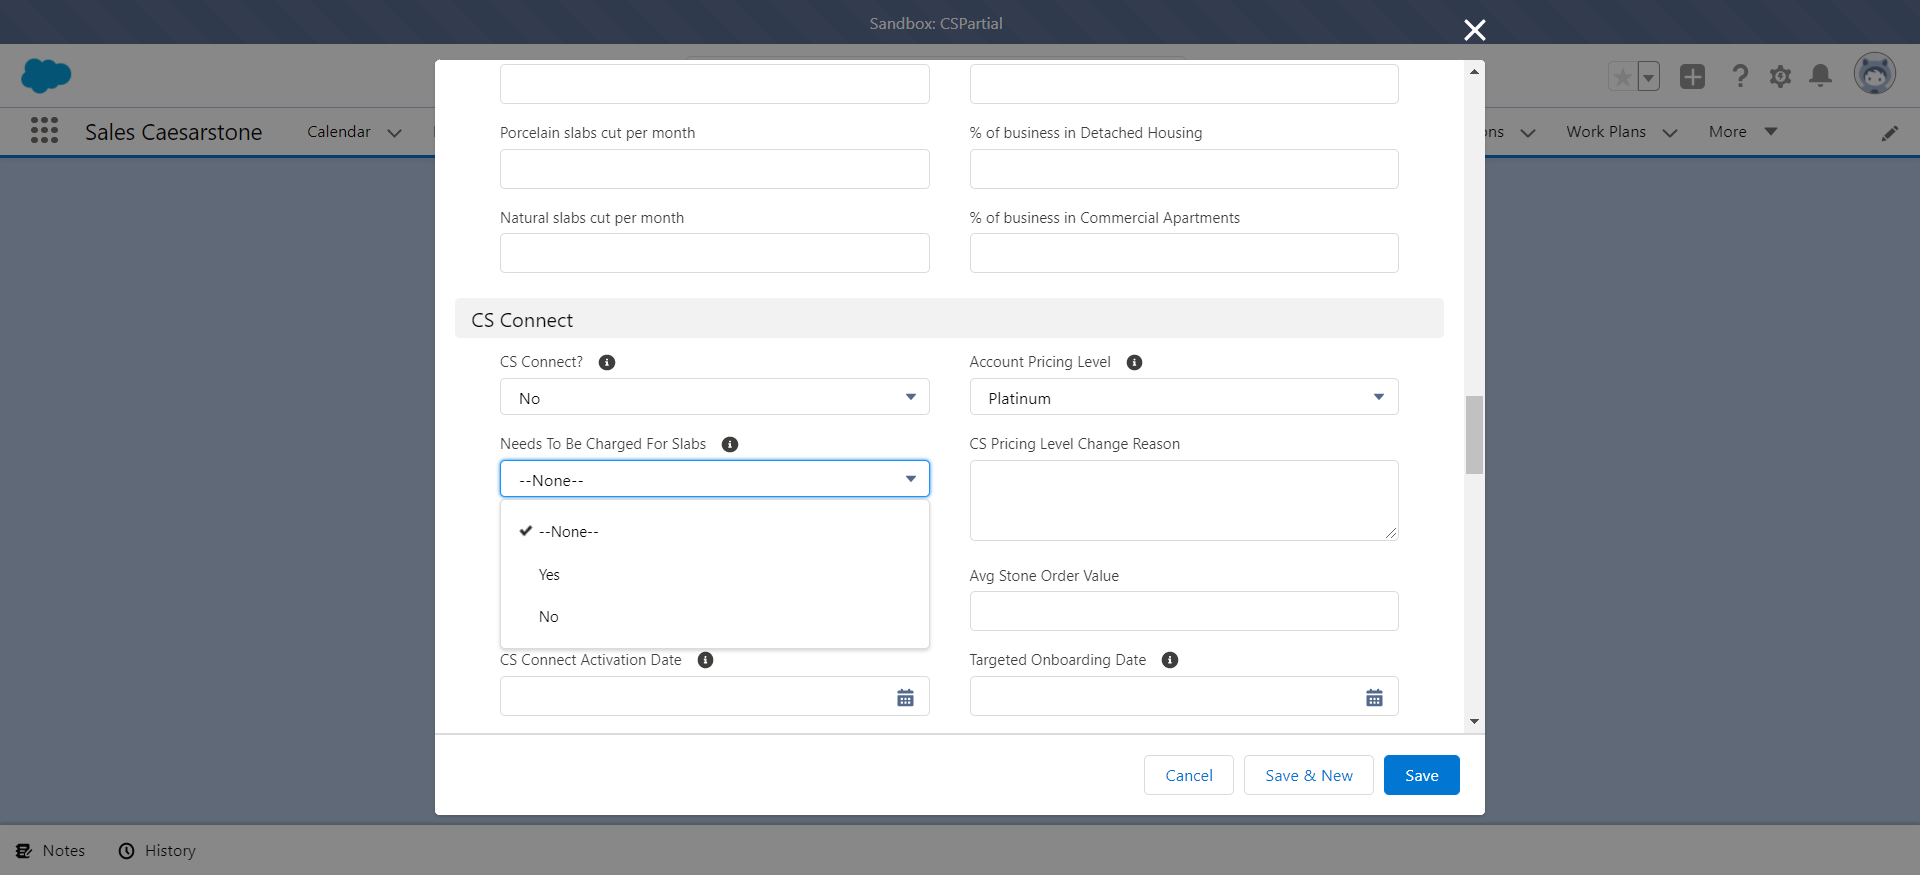 Sandbox: CSPartial
Sales Caesarstone
Calendar
ons
Work Plans
More
Porcelain slabs cut per month
% of business in Detached Housing
Natural slabs cut per month
% of business in Commercial Apartments
CS Connect
CS Connect?
Account Pricing Level
No
Platinum
Needs To Be Charged For Slabs
CS Pricing Level Change Reason
--None--
--None--
Yes
Avg Stone Order Value
No
CS Connect Activation Date
Targeted Onboarding Date
Cancel
Save & New
Save
Notes
History